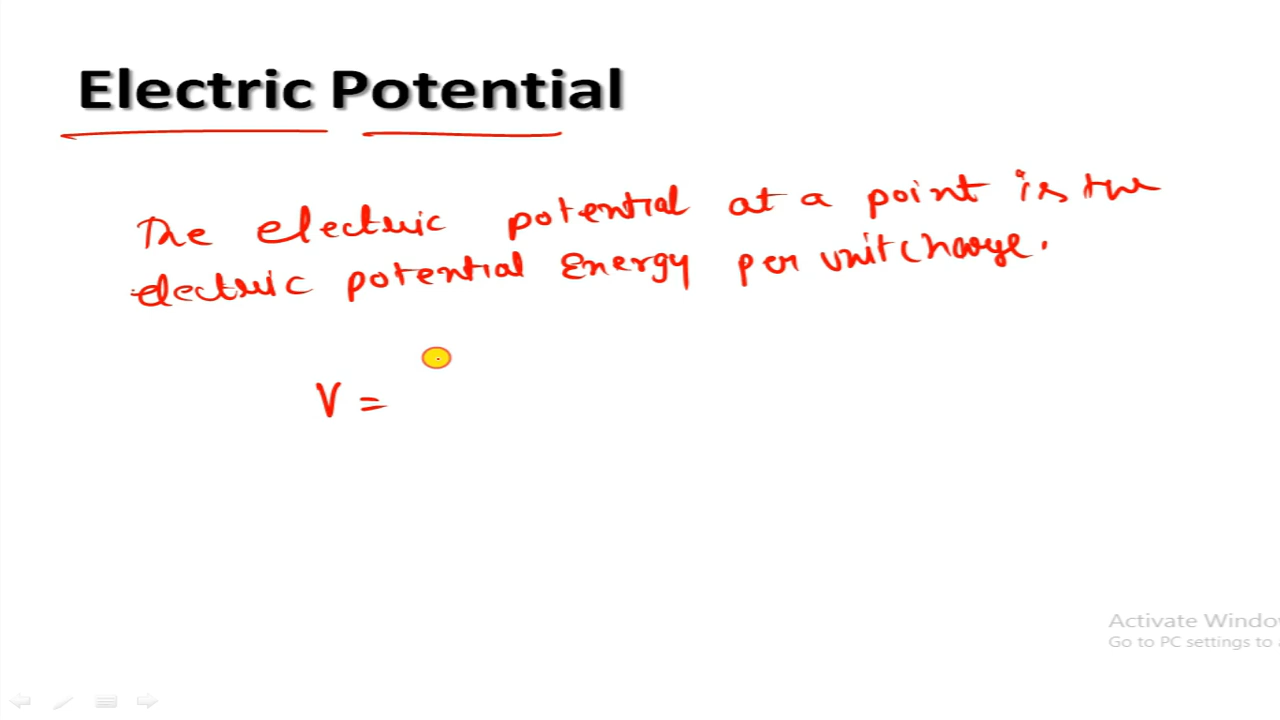 Electric Potential
The electric potential at a point is the
electric potential Energy per unit charge.
V =
Activate Windo
Go to PC settings to a